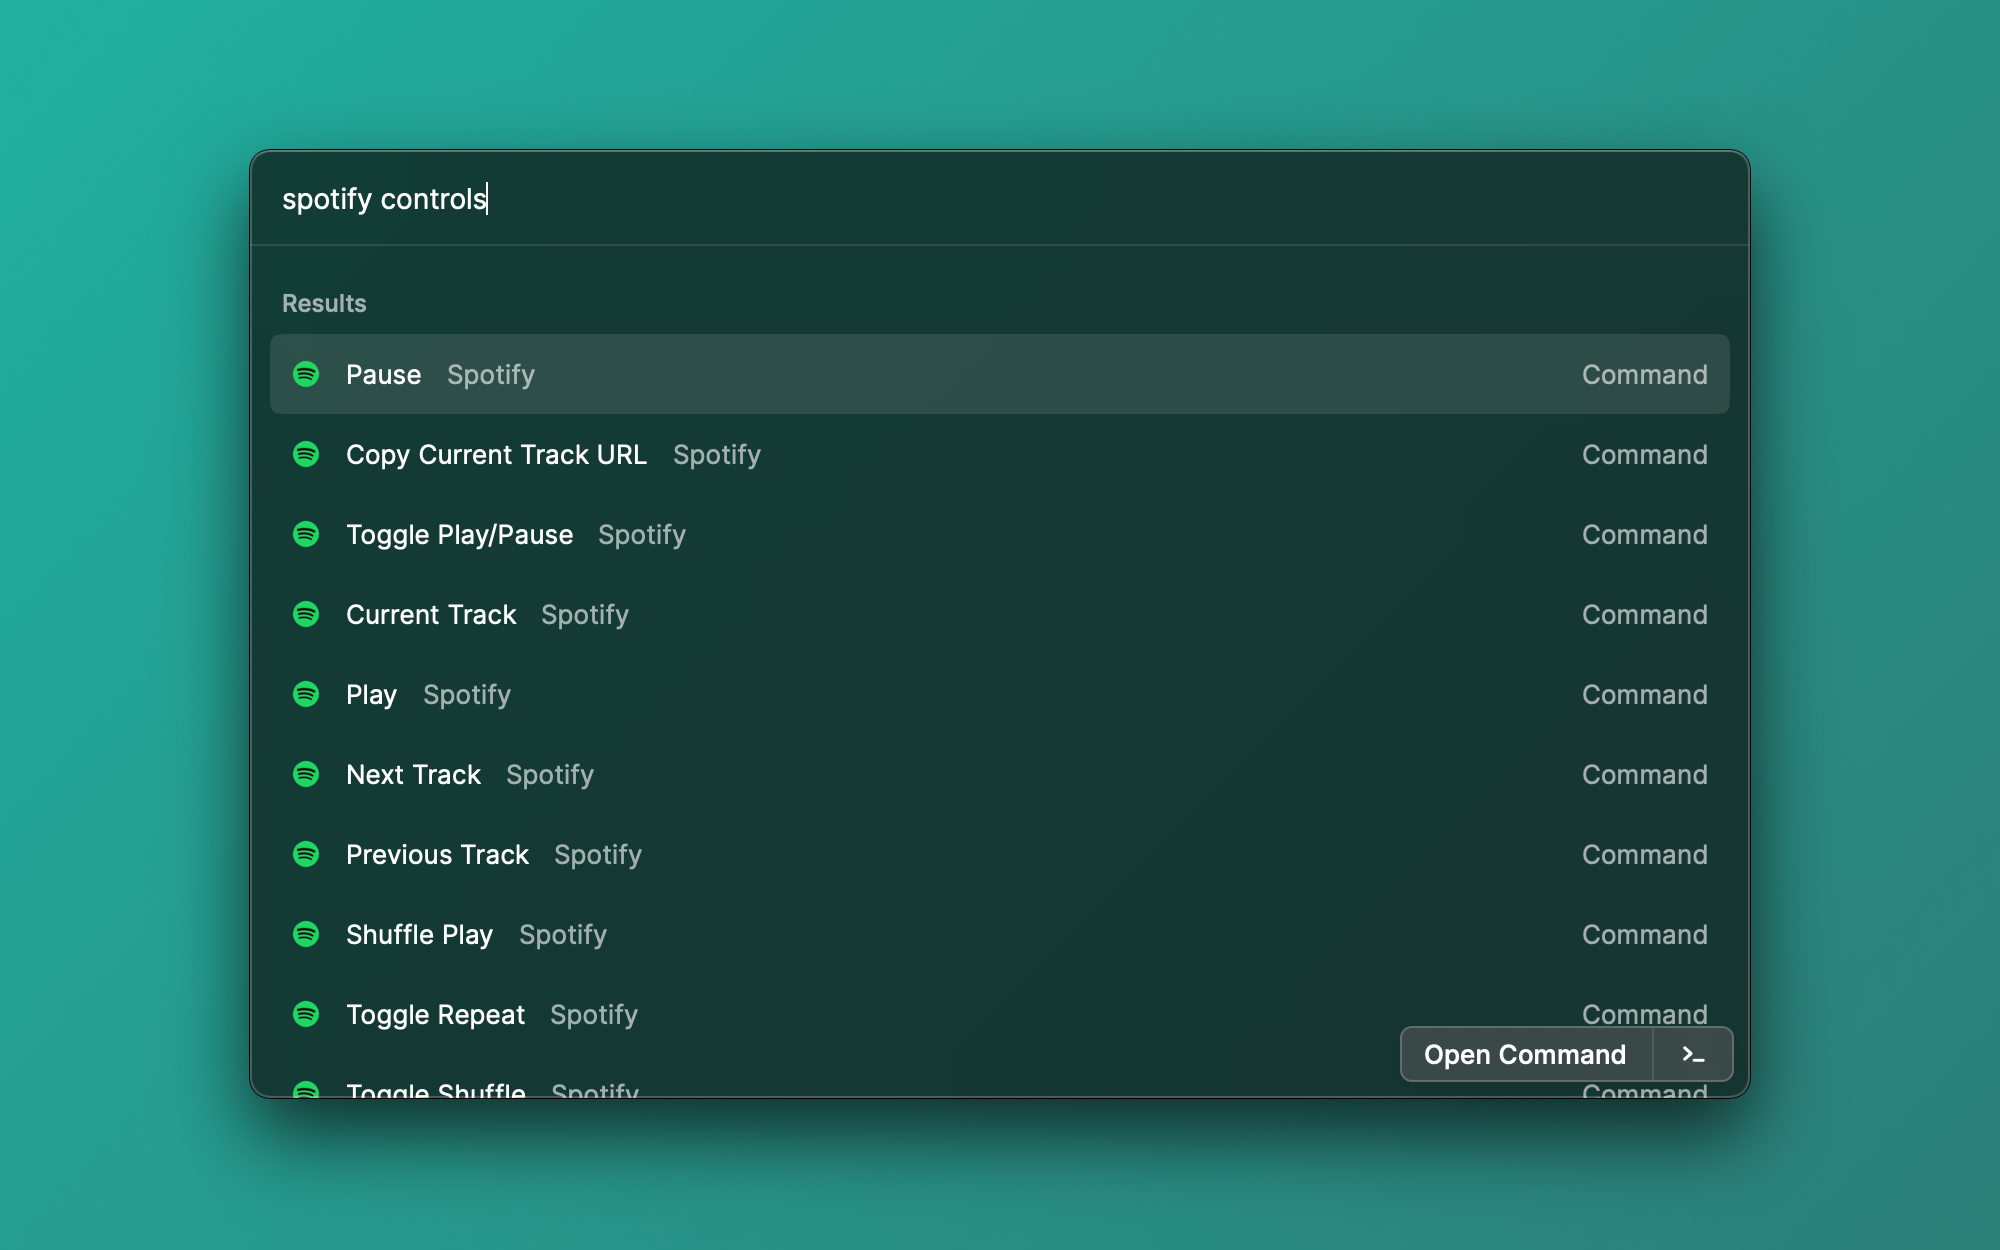 spotify controls
Results
Pause Spotify Command
Copy Current Track URL Spotify Command
Toggle Play/Pause Spotify Command
Current Track Spotify Command
Play Spotify Command
Next Track Spotify Command
Previous Track Spotify Command
Shuffle Play Spotify Command
Toggle Repeat Spotify Command
Open Command >_
Toggle Shuffle Spotify Command